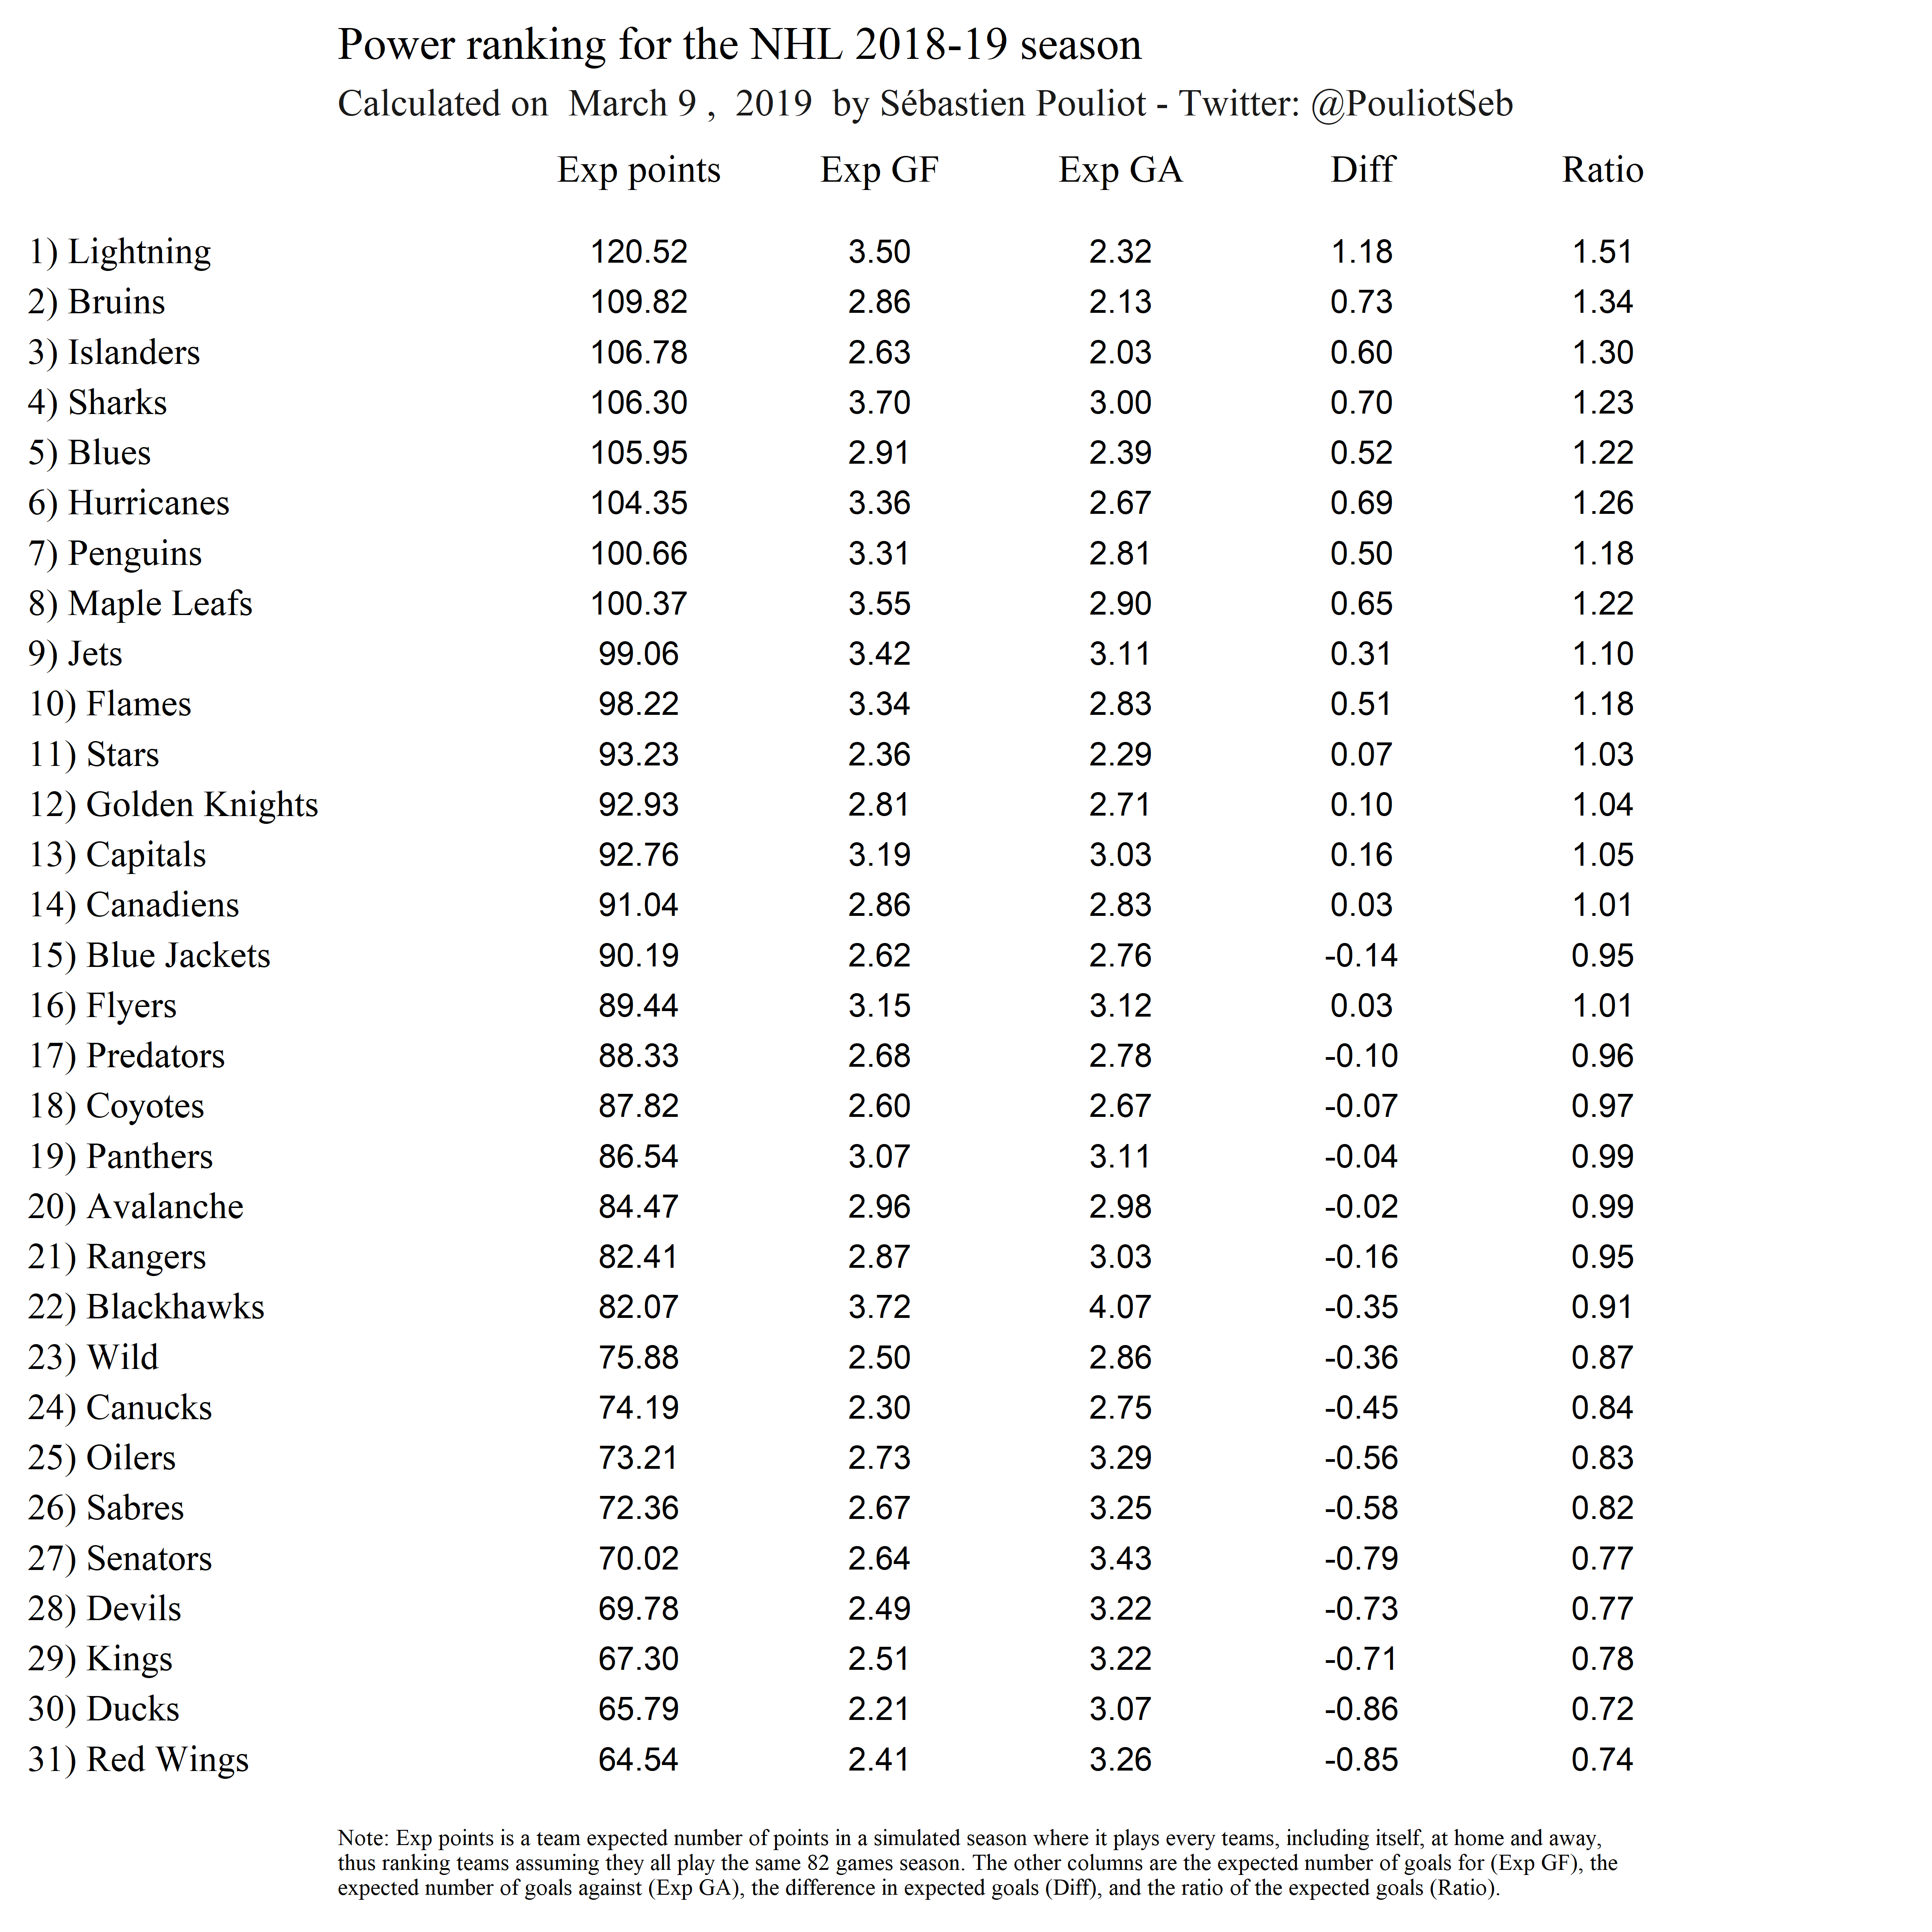 Power ranking for the NHL 2018-19 season
Calculated on  March 9 ,  2019  by Sébastien Pouliot - Twitter: @PouliotSeb
Exp points Exp GF Exp GA Diff Ratio
1) Lightning 120.52 3.50 2.32 1.18 1.51
2) Bruins 109.82 2.86 2.13 0.73 1.34
3) Islanders 106.78 2.63 2.03 0.60 1.30
4) Sharks 106.30 3.70 3.00 0.70 1.23
5) Blues 105.95 2.91 2.39 0.52 1.22
6) Hurricanes 104.35 3.36 2.67 0.69 1.26
7) Penguins 100.66 3.31 2.81 0.50 1.18
8) Maple Leafs 100.37 3.55 2.90 0.65 1.22
9) Jets 99.06 3.42 3.11 0.31 1.10
10) Flames 98.22 3.34 2.83 0.51 1.18
11) Stars 93.23 2.36 2.29 0.07 1.03
12) Golden Knights 92.93 2.81 2.71 0.10 1.04
13) Capitals 92.76 3.19 3.03 0.16 1.05
14) Canadiens 91.04 2.86 2.83 0.03 1.01
15) Blue Jackets 90.19 2.62 2.76 -0.14 0.95
16) Flyers 89.44 3.15 3.12 0.03 1.01
17) Predators 88.33 2.68 2.78 -0.10 0.96
18) Coyotes 87.82 2.60 2.67 -0.07 0.97
19) Panthers 86.54 3.07 3.11 -0.04 0.99
20) Avalanche 84.47 2.96 2.98 -0.02 0.99
21) Rangers 82.41 2.87 3.03 -0.16 0.95
22) Blackhawks 82.07 3.72 4.07 -0.35 0.91
23) Wild 75.88 2.50 2.86 -0.36 0.87
24) Canucks 74.19 2.30 2.75 -0.45 0.84
25) Oilers 73.21 2.73 3.29 -0.56 0.83
26) Sabres 72.36 2.67 3.25 -0.58 0.82
27) Senators 70.02 2.64 3.43 -0.79 0.77
28) Devils 69.78 2.49 3.22 -0.73 0.77
29) Kings 67.30 2.51 3.22 -0.71 0.78
30) Ducks 65.79 2.21 3.07 -0.86 0.72
31) Red Wings 64.54 2.41 3.26 -0.85 0.74
Note: Exp points is a team expected number of points in a simulated season where it plays every teams, including itself, at home and away,
thus ranking teams assuming they all play the same 82 games season. The other columns are the expected number of goals for (Exp GF), the
expected number of goals against (Exp GA), the difference in expected goals (Diff), and the ratio of the expected goals (Ratio).